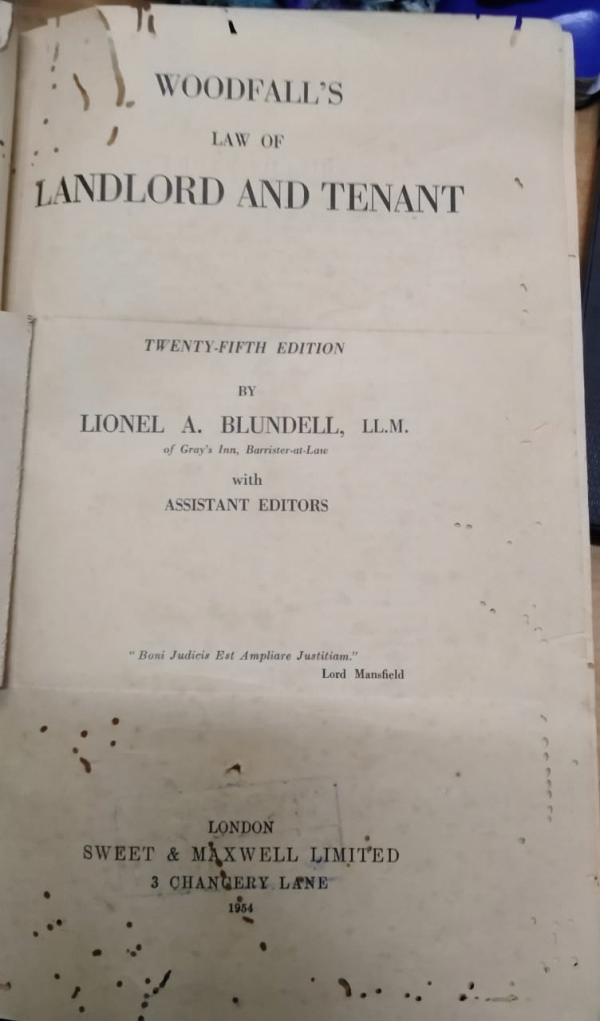 WOODFALL'S
LAW OF
LANDLORD AND TENANT
TWENTY-FIFTH EDITION
BY
LIONEL A. BLUNDELL, LL.M.
of Gray's Inn, Barrister-at-Law
with
ASSISTANT EDITORS
"Boni Judicis Est Ampliare Justitiam."
Lord Mansfield
LONDON
SWEET & MAXWELL LIMITED
3 CHANCERY LANE
1954